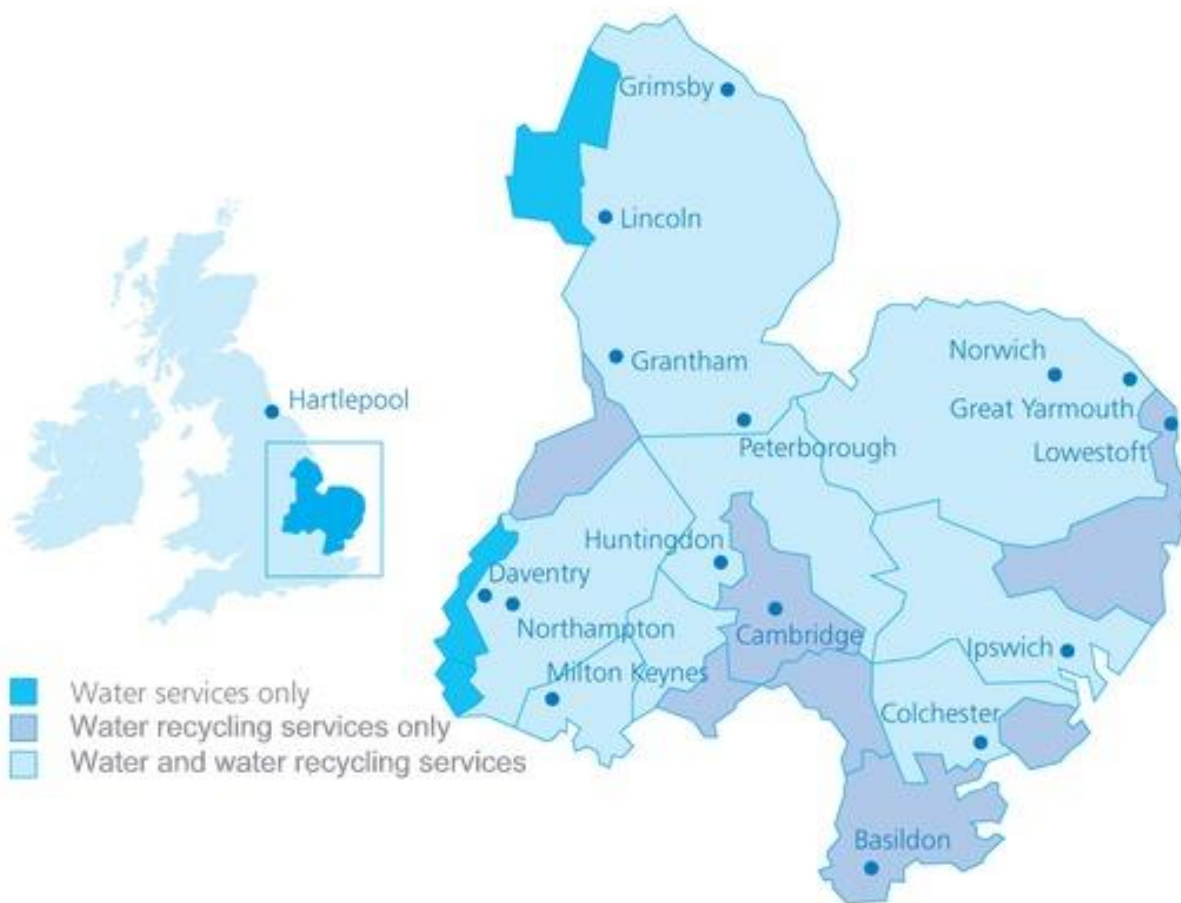 Grimsby
Lincoln
Grantham
Hartlepool
Norwich
Great Yarmouth
Lowestoft
Peterborough
Huntingdon
Daventry
Northampton
Cambridge
Ipswich
Milton Keynes
Colchester
Basildon
Water services only
Water recycling services only
Water and water recycling services